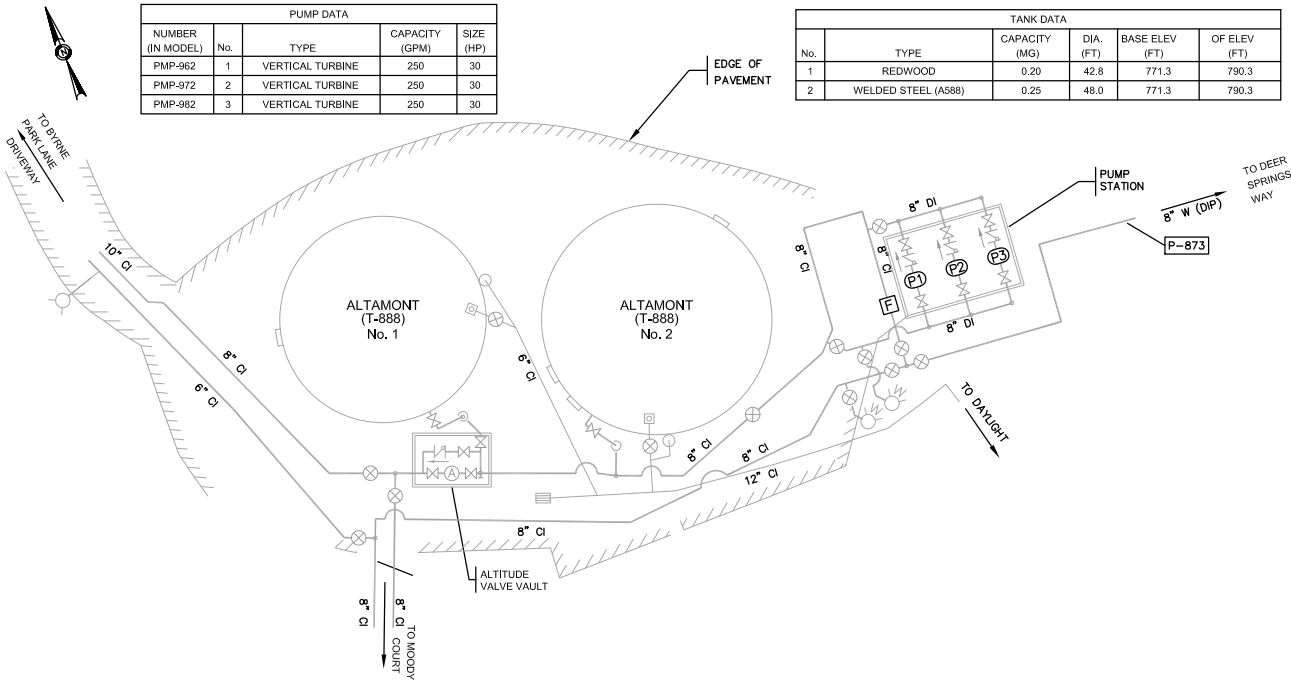 PUMP DATA
NUMBER (IN MODEL) No. TYPE CAPACITY (GPM) SIZE (HP)
PMP-962 1 VERTICAL TURBINE 250 30
PMP-972 2 VERTICAL TURBINE 250 30
PMP-982 3 VERTICAL TURBINE 250 30
TANK DATA
No. TYPE CAPACITY (MG) DIA. (FT) BASE ELEV (FT) OF ELEV (FT)
1 REDWOOD 0.20 42.8 771.3 790.3
2 WELDED STEEL (A588) 0.25 48.0 771.3 790.3
N
EDGE OF
PAVEMENT
TO BYRNE
PARK LANE
DRIVEWAY
PUMP
STATION
TO DEER
SPRINGS
WAY
8" W (DIP)
P-873
10" CI
8" CI
6" CI
ALTAMONT
(T-888)
No. 1
6" CI
ALTAMONT
(T-888)
No. 2
8" CI
8" CI
8" DI
P1
P2
P3
F
8" DI
TO DAYLIGHT
A
8" CI
8" CI
12" CI
8" CI
ALTITUDE
VALVE VAULT
8" CI
8" CI
TO MOODY
COURT